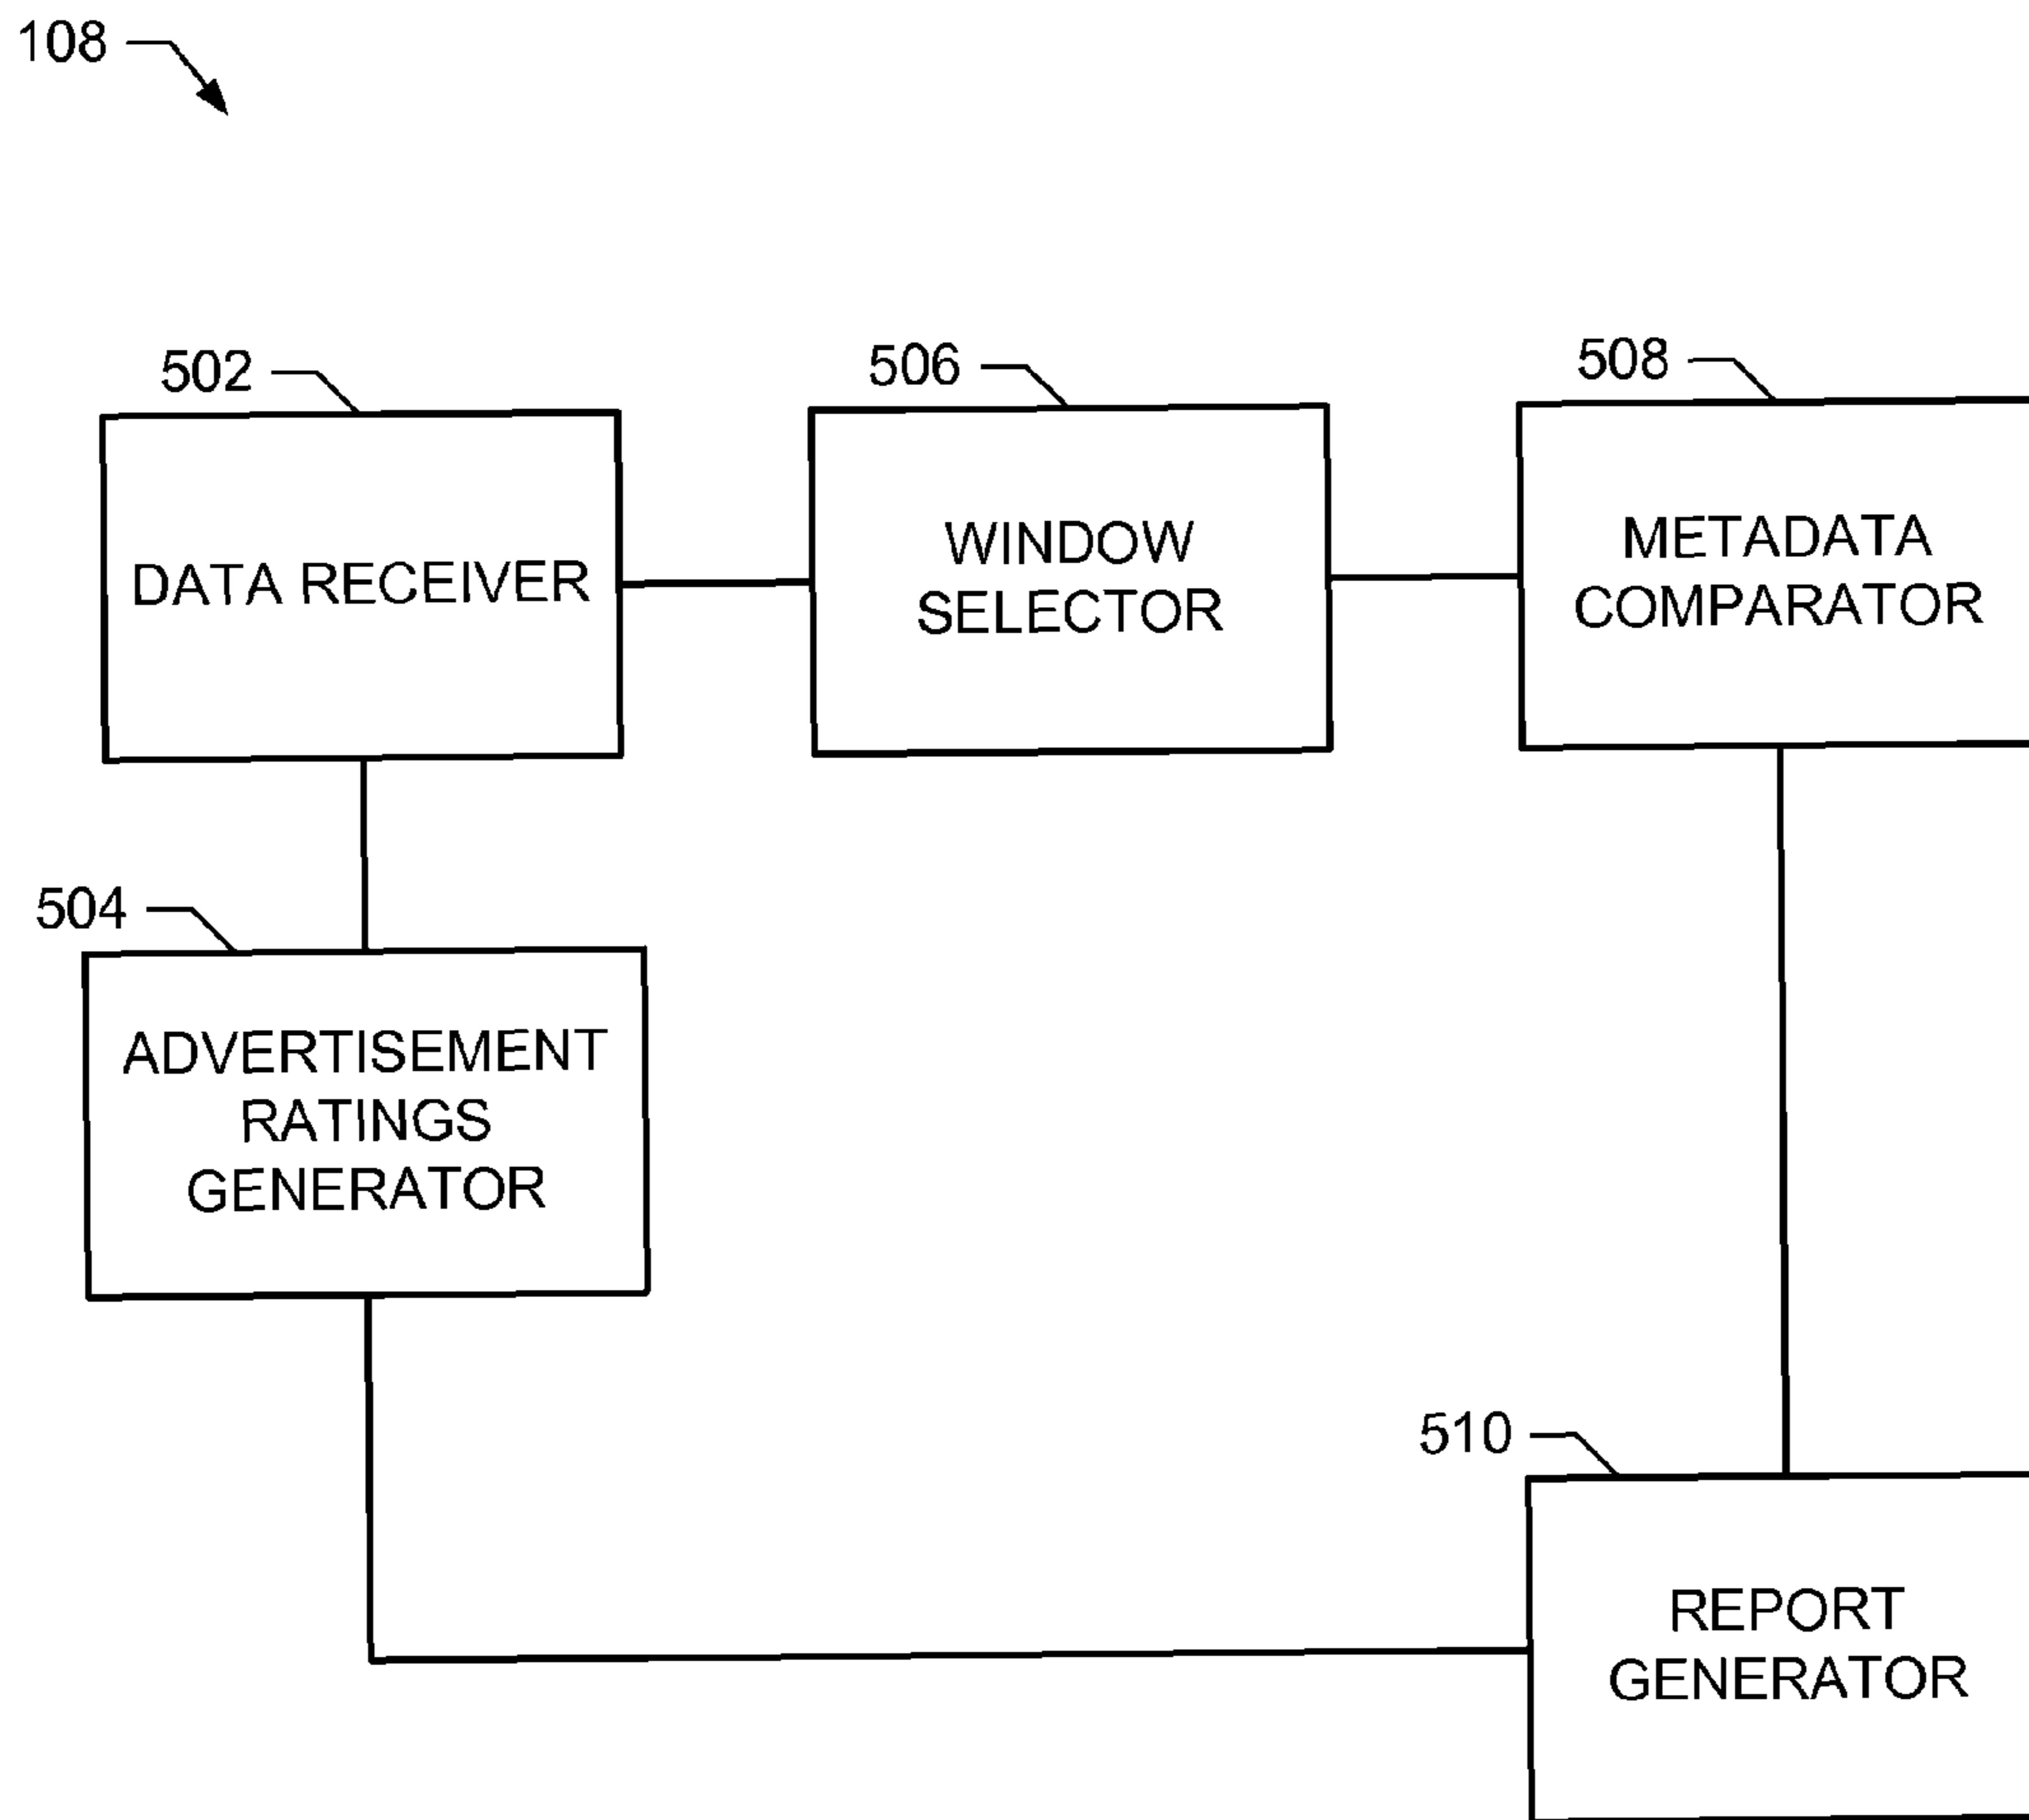 108
502
506
508
DATA RECEIVER
WINDOW
SELECTOR
METADATA
COMPARATOR
504
ADVERTISEMENT
RATINGS
GENERATOR
510
REPORT
GENERATOR